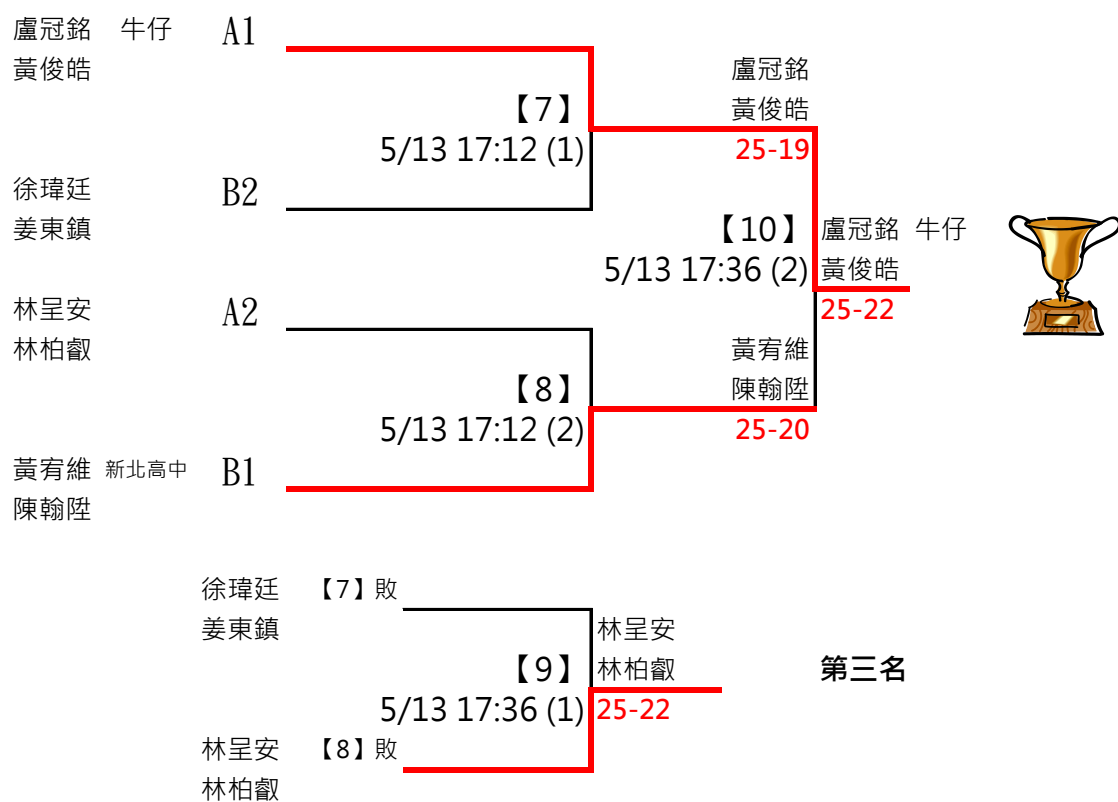 盧冠銘 牛仔 A1
黃俊皓
盧冠銘
黃俊皓
【7】
5/13 17:12 (1)
25-19
徐瑋廷 B2
姜東鎮
【10】
5/13 17:36 (2)
盧冠銘 牛仔
黃俊皓
25-22
林呈安 A2
林柏叡
黃宥維
陳翰陞
【8】
5/13 17:12 (2)
25-20
黃宥維 新北高中 B1
陳翰陞
徐瑋廷 【7】敗
姜東鎮
林呈安
林柏叡
【9】
第三名
5/13 17:36 (1)
25-22
林呈安 【8】敗
林柏叡